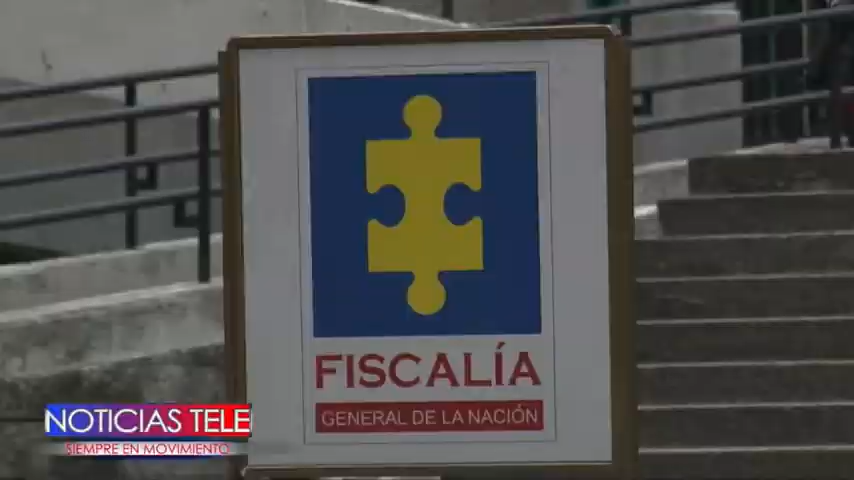 FISCALÍA
GENERAL DE LA NACIÓN
NOTICIAS TELE
SIEMPRE EN MOVIMIENTO